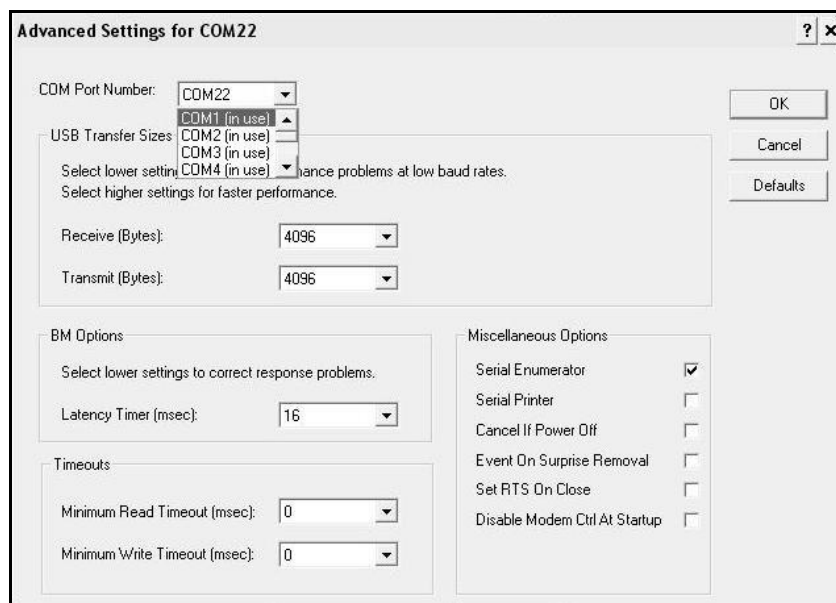 Advanced Settings for COM22
? X
COM Port Number: COM22
COM1 (in use)
COM2 (in use)
COM3 (in use)
COM4 (in use)
OK
Cancel
Defaults
USB Transfer Sizes
Select lower settin mance problems at low baud rates.
Select higher settings for faster performance.
Receive (Bytes): 4096
Transmit (Bytes): 4096
BM Options
Select lower settings to correct response problems.
Latency Timer (msec): 16
Timeouts
Minimum Read Timeout (msec): 0
Minimum Write Timeout (msec): 0
Miscellaneous Options
Serial Enumerator
Serial Printer
Cancel If Power Off
Event On Surprise Removal
Set RTS On Close
Disable Modem Ctrl At Startup